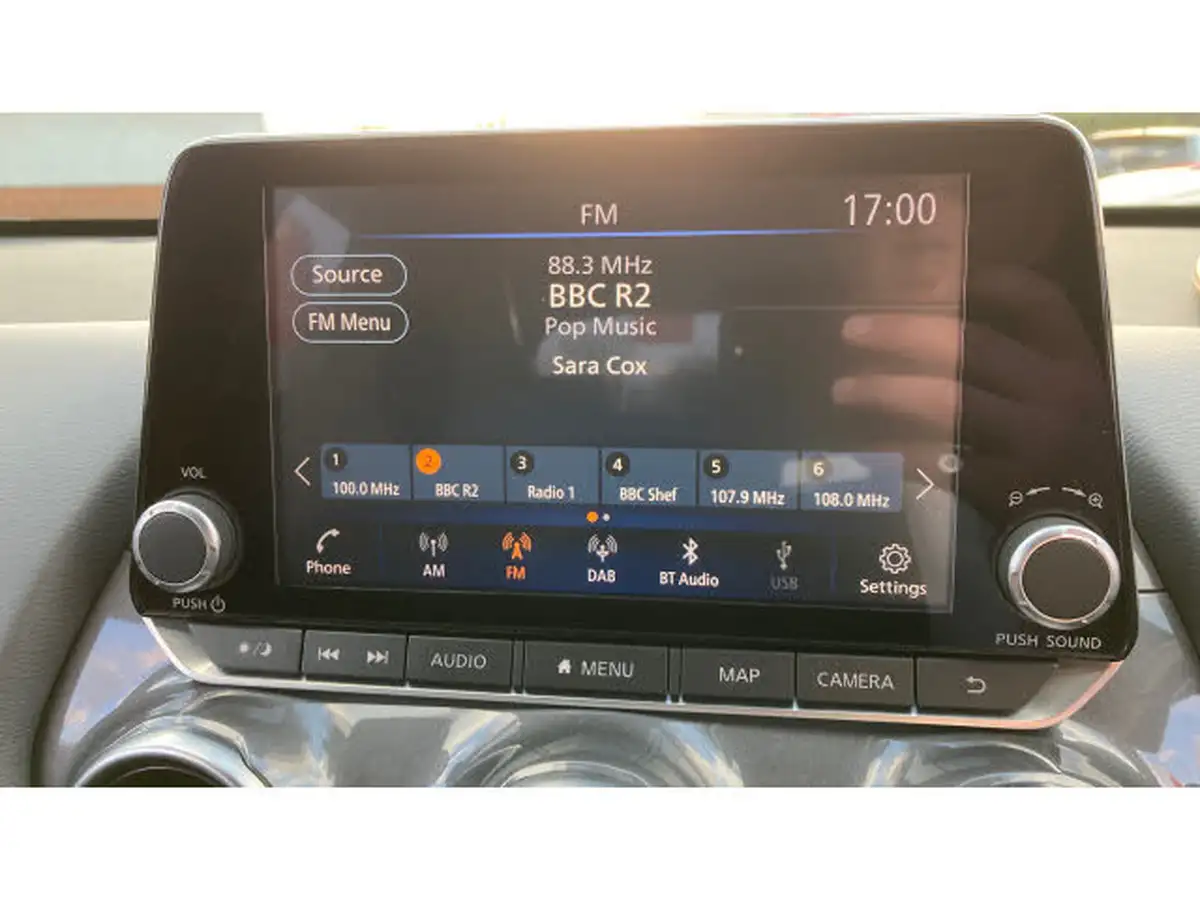 FM
17:00
Source
88.3 MHz
FM Menu
BBC R2
Pop Music
Sara Cox
1
2
3
4
5
6
100.0 MHz
BBC R2
Radio 1
BBC Shef
107.9 MHz
108.0 MHz
VOL
Phone
AM
FM
DAB
BT Audio
USB
Settings
PUSH
PUSH SOUND
AUDIO
MENU
MAP
CAMERA